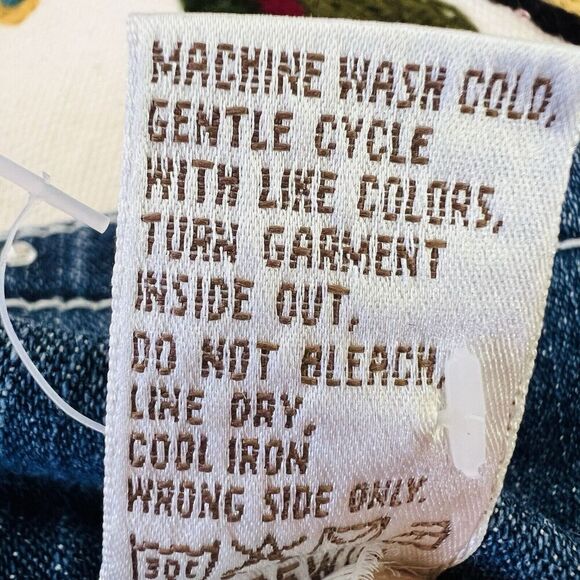 MACHINE WASH COLD,
GENTLE CYCLE
WITH LIKE COLORS,
TURN GARMENT
INSIDE OUT,
DO NOT BLEACH,
LINE DRY,
COOL IRON
WRONG SIDE ONLY.
30C